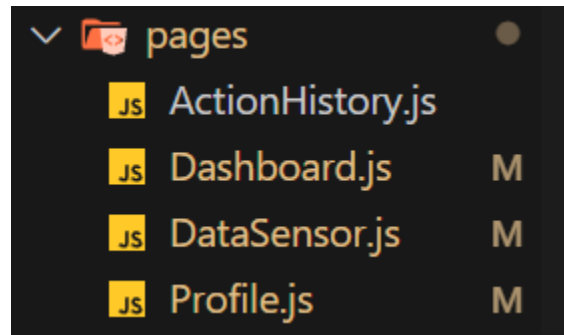 pages
JS ActionHistory.js
JS Dashboard.js M
JS DataSensor.js M
JS Profile.js M